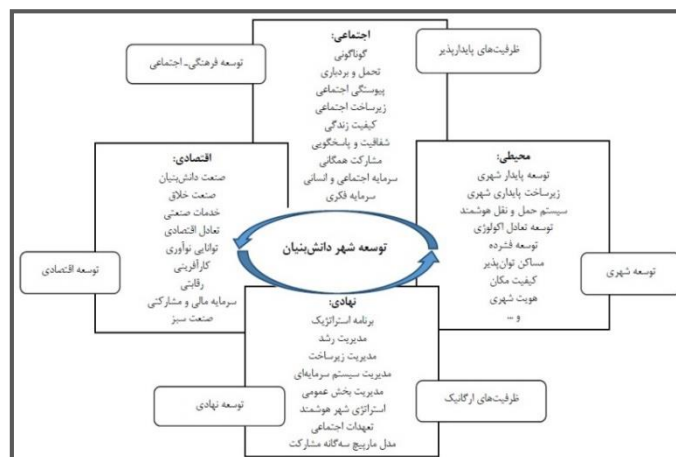 اجتماعی:
گوناگونی
تحمل و بردباری
پیوستگی اجتماعی
زیرساخت اجتماعی
کیفیت زندگی
شفافیت و پاسخگویی
مشارکت همگانی
سرمایه اجتماعی و انسانی
سرمایه فکری
ظرفیت‌های پایدارپذیر
توسعه فرهنگی-اجتماعی
محیطی:
توسعه پایدار شهری
زیرساخت پایداری شهری
سیستم حمل و نقل هوشمند
توسعه تعادل اکولوژی
توسعه فشرده
مساکن توان‌پذیر
کیفیت مکان
هویت شهری
و ...
توسعه شهری
توسعه شهر دانش‌بنیان
اقتصادی:
صنعت دانش‌بنیان
صنعت خلاق
خدمات صنعتی
تعادل اقتصادی
توانایی نوآوری
کارآفرینی
رقابتی
سرمایه مالی و مشارکتی
صنعت سبز
توسعه اقتصادی
نهادی:
برنامه استراتژیک
مدیریت رشد
مدیریت زیرساخت
مدیریت سیستم سرمایه‌ای
مدیریت بخش عمومی
استراتژی شهر هوشمند
تعهدات اجتماعی
مدل مارپیچ سه‌گانه مشارکت
ظرفیت‌های ارگانیک
توسعه نهادی